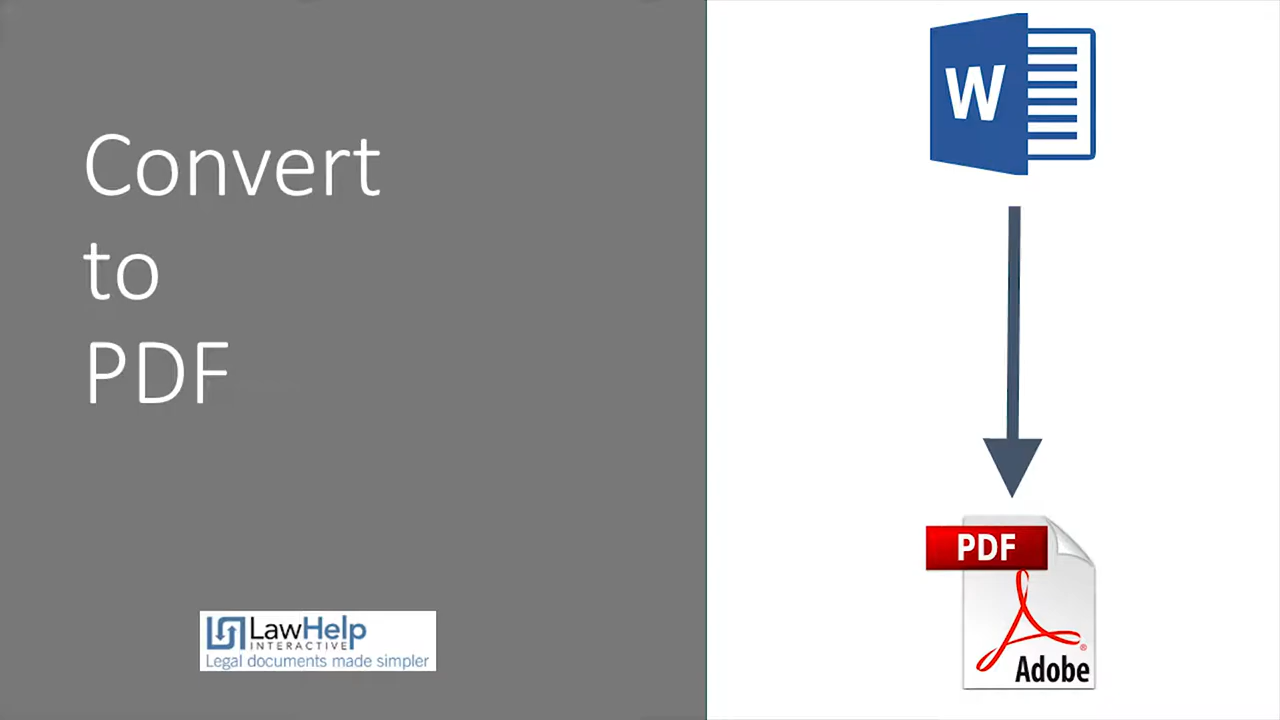 Convert
to
PDF
LawHelp
INTERACTIVE
Legal documents made simpler
W
PDF
Adobe